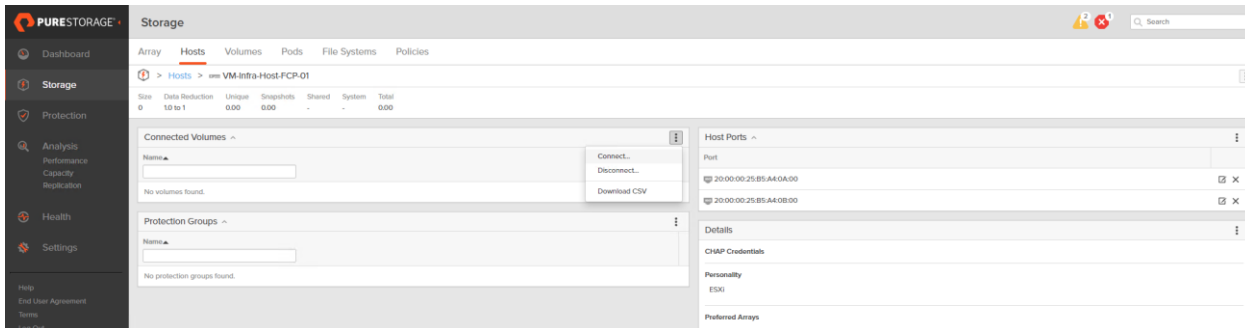 PURESTORAGE®
Storage
2
1
Search
Dashboard
Storage
Protection
Analysis
Performance
Capacity
Replication
Health
Settings
Help
End User Agreement
Terms
Log Out
Array Hosts Volumes Pods File Systems Policies
> Hosts > VM-Infra-Host-FCP-01
Size Data Reduction Unique Snapshots Shared System Total
0 1.0 to 1 0.00 0.00 - - 0.00
Connected Volumes
Name
No volumes found.
Connect...
Disconnect...
Download CSV
Protection Groups
Name
No protection groups found.
Host Ports
Port
20:00:00:25:B5:A4:0A:00
20:00:00:25:B5:A4:0B:00
Details
CHAP Credentials
Personality
ESXi
Preferred Arrays